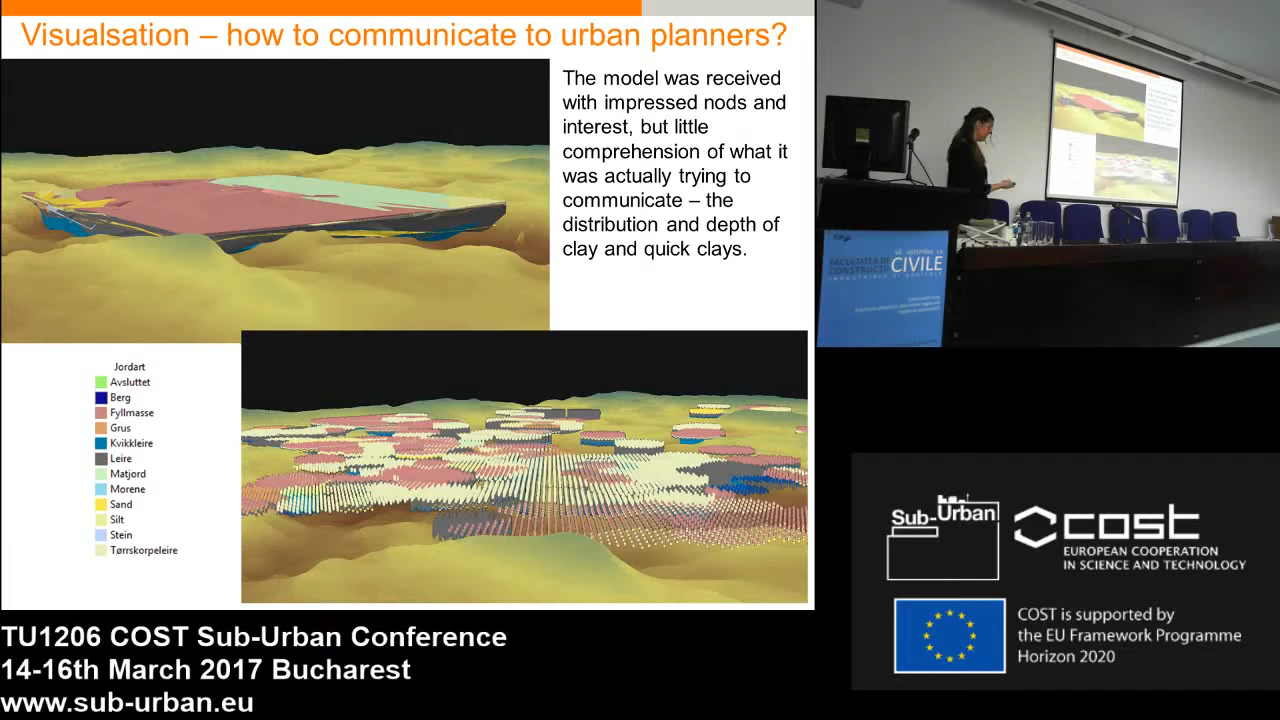 Visualsation – how to communicate to urban planners?
The model was received
with impressed nods and
interest, but little
comprehension of what it
was actually trying to
communicate – the
distribution and depth of
clay and quick clays.
Jordart
Avsluttet
Berg
Fyllmasse
Grus
Kvikkleire
Leire
Matjord
Morene
Sand
Silt
Stein
Tørrskorpeleire
FACULTATEA DE
CONSTRUCȚII
CIVILE
Sub-Urban
COST
EUROPEAN COOPERATION
IN SCIENCE AND TECHNOLOGY
COST is supported by
the EU Framework Programme
Horizon 2020
TU1206 COST Sub-Urban Conference
14-16th March 2017 Bucharest
www.sub-urban.eu